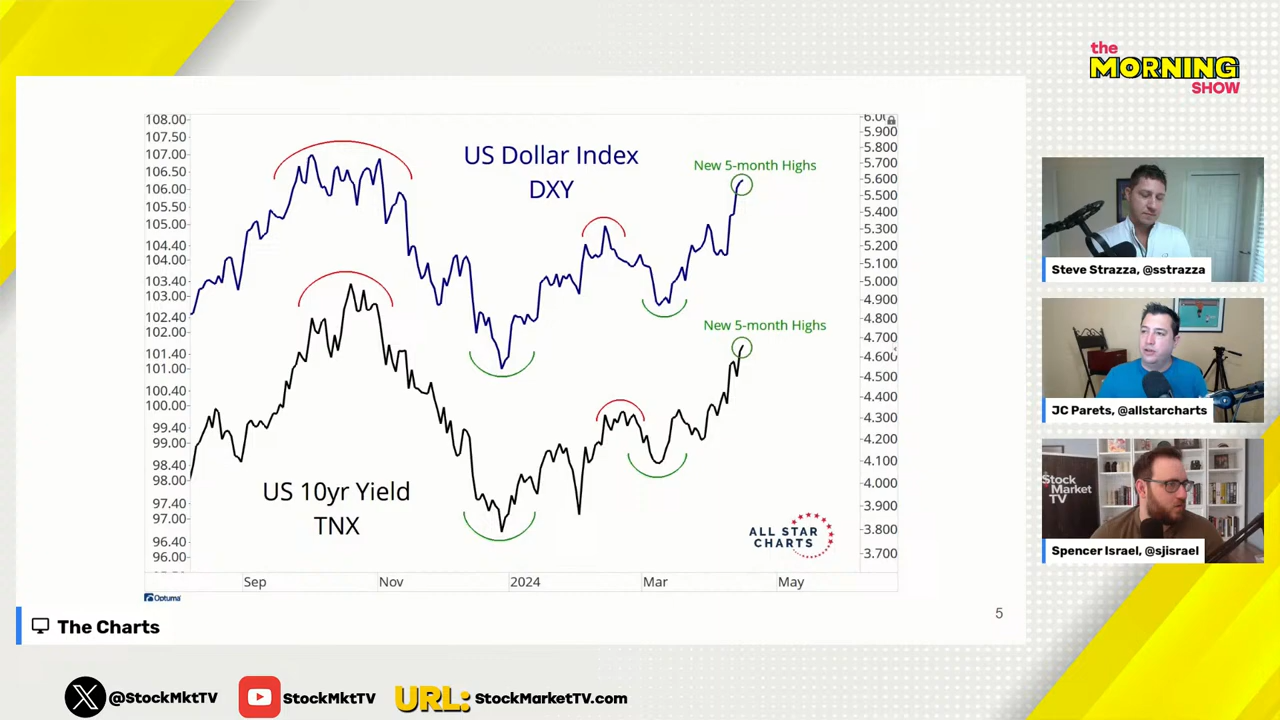 the
MORNING
SHOW
US Dollar Index
DXY
New 5-month Highs
New 5-month Highs
US 10yr Yield
TNX
ALL STAR
CHARTS
108.00
107.50
107.00
106.50
106.00
105.50
105.00
104.40
104.00
103.40
103.00
102.40
102.00
101.40
101.00
100.40
100.00
99.40
99.00
98.40
98.00
97.40
97.00
96.40
96.00
5.900
5.800
5.700
5.600
5.500
5.400
5.300
5.200
5.100
5.000
4.900
4.800
4.700
4.600
4.500
4.400
4.300
4.200
4.100
4.000
3.900
3.800
3.700
Sep Nov 2024 Mar May
Optuma
5
The Charts
Steve Strazza, @sstrazza
JC Parets, @allstarcharts
Stock
Market
TV
Spencer Israel, @sjisrael
@StockMktTV
StockMktTV
URL: StockMarketTV.com